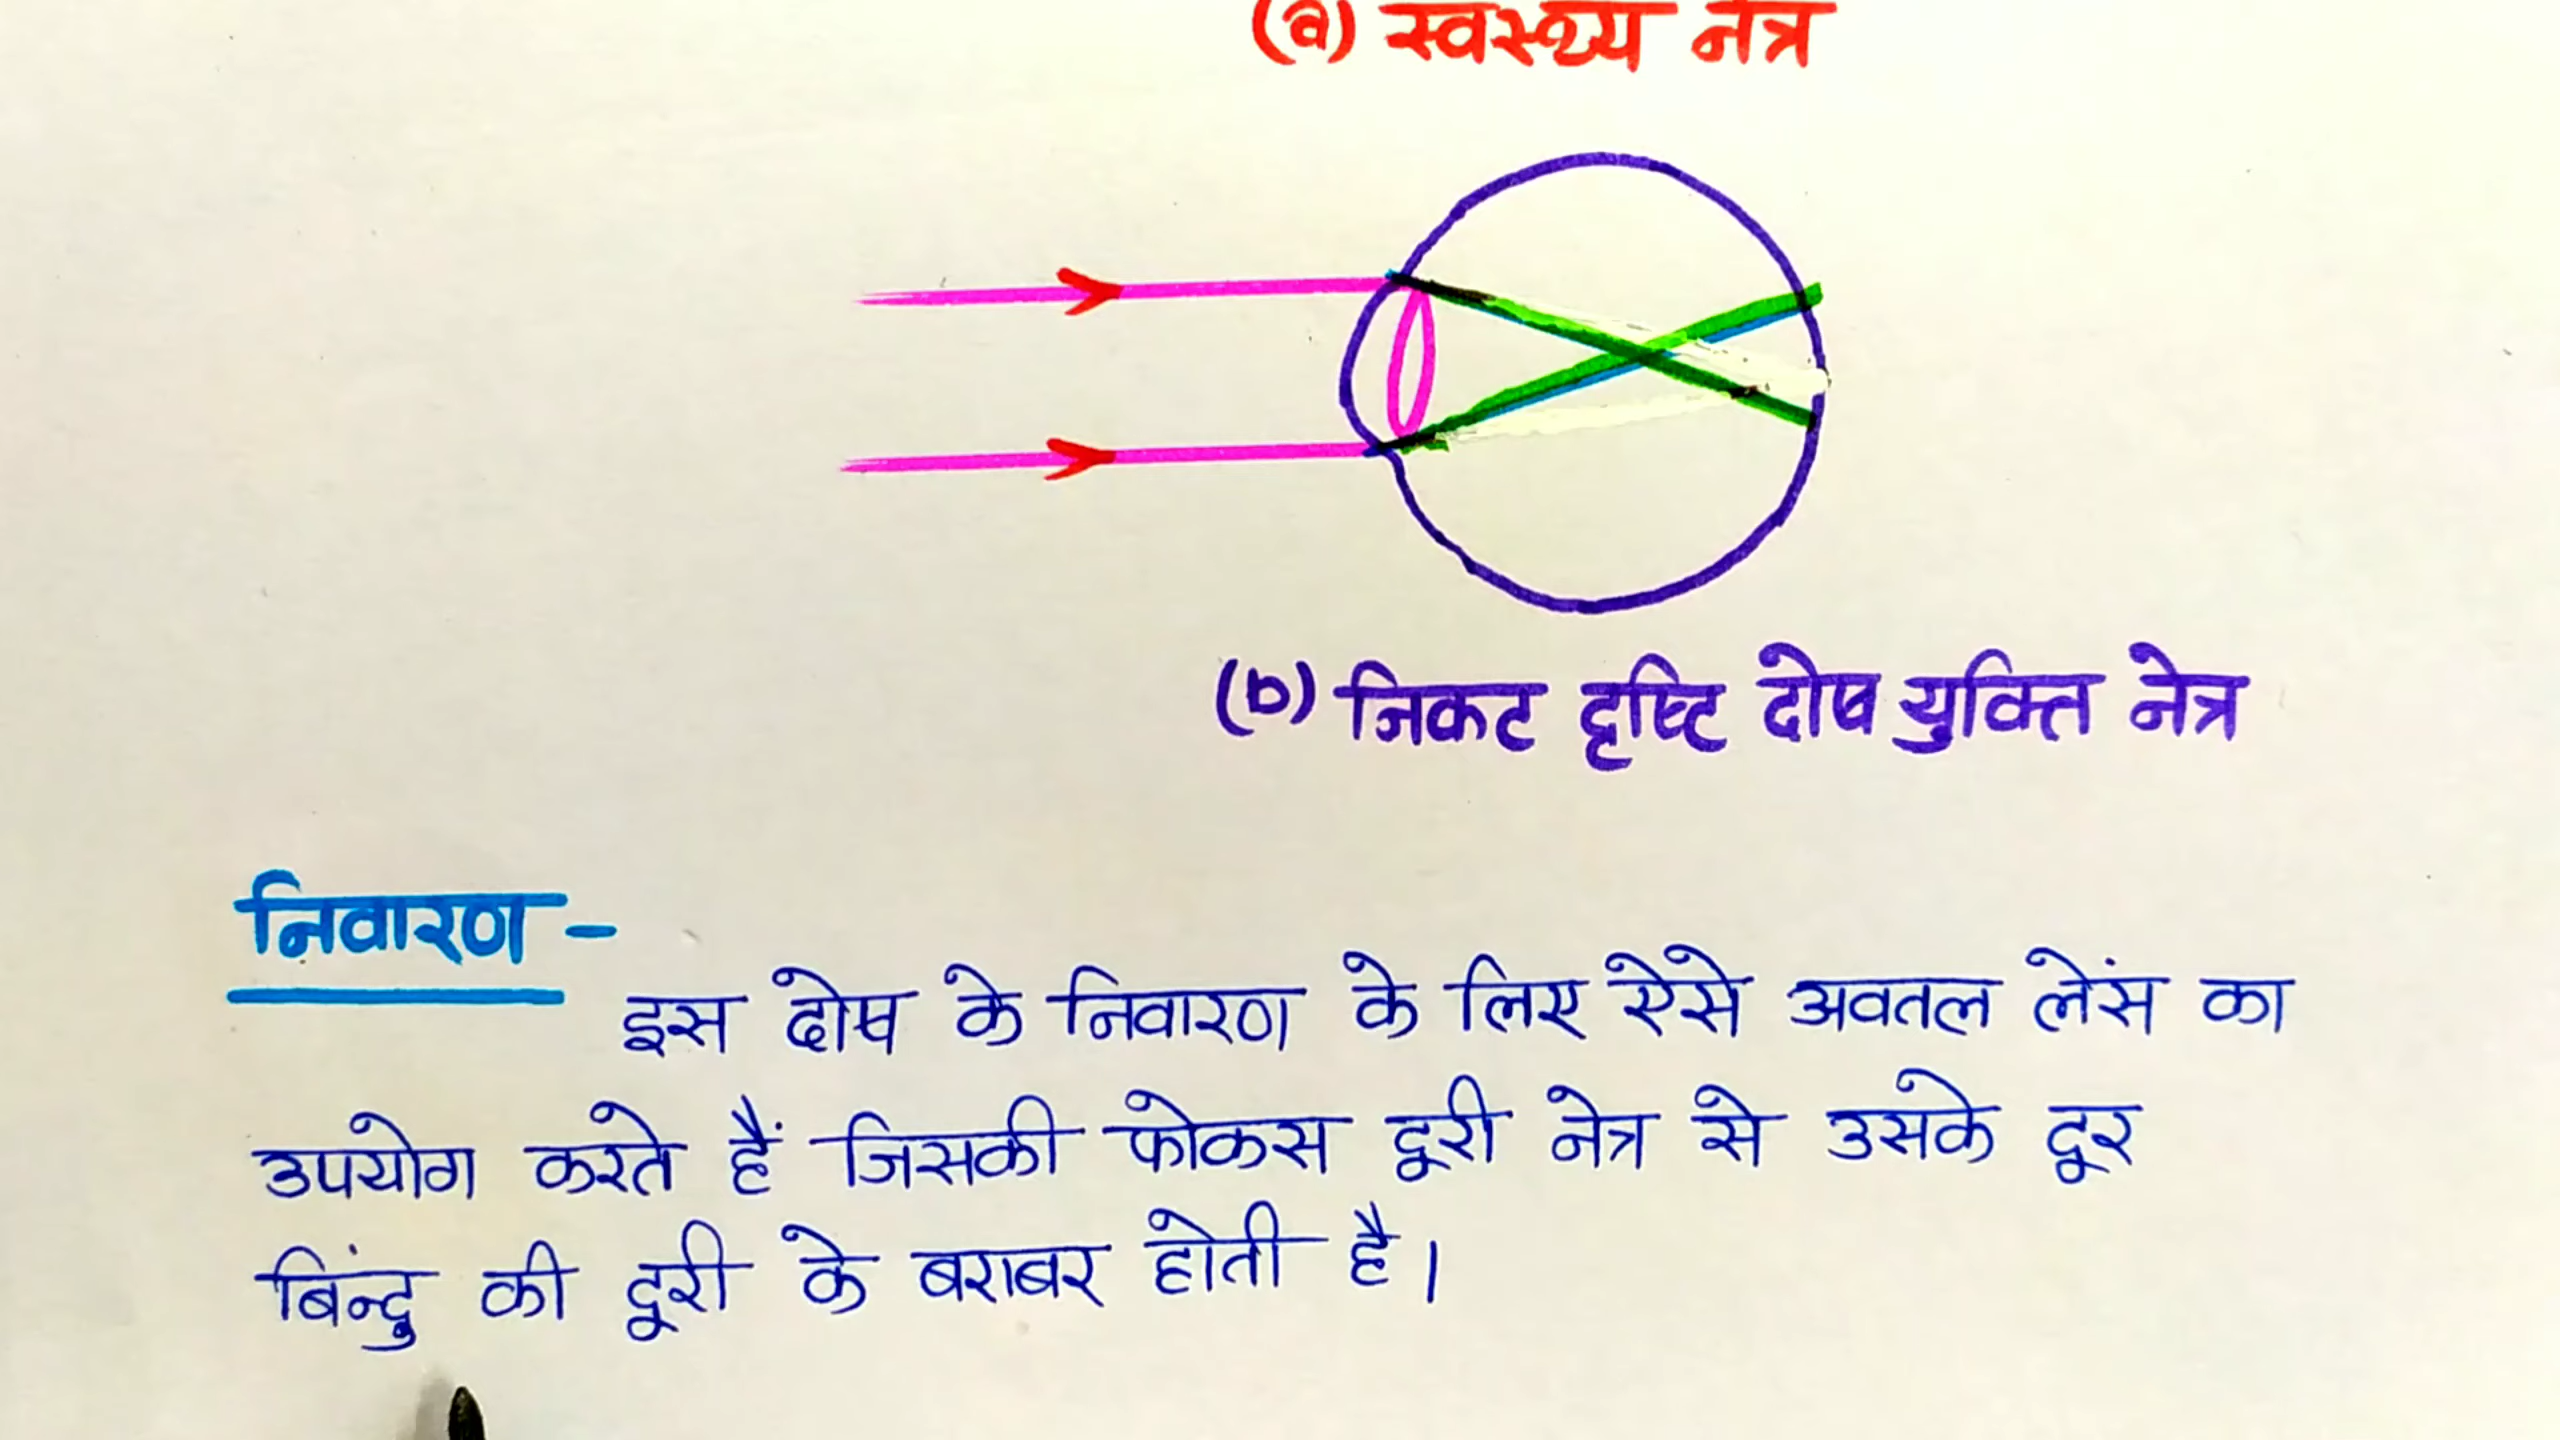 (a) स्वस्थ्य नेत्र
(b) निकट दृष्टि दोष युक्ति नेत्र
निवारण -
इस दोष के निवारण के लिए ऐसे अवतल लेंस का
उपयोग करते हैं जिसकी फोकस दूरी नेत्र से उसके दूर
बिंन्दु की दूरी के बराबर होती है।